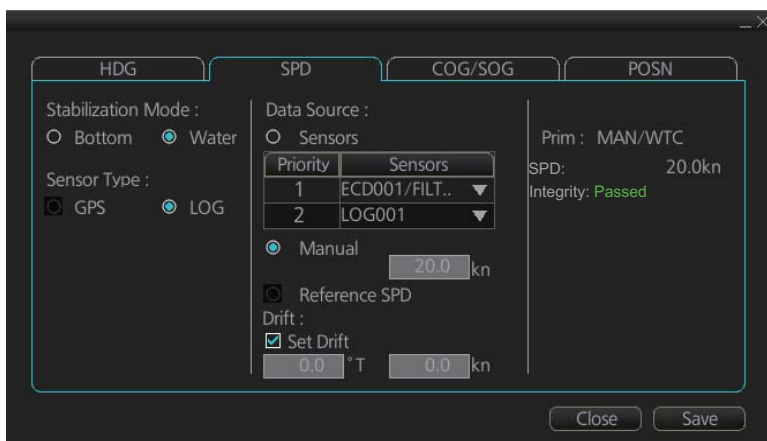 HDG SPD COG/SOG POSN
Stabilization Mode :
Bottom Water
Sensor Type :
GPS LOG
Data Source :
Sensors
Priority Sensors
1 ECD001/FILT..
2 LOG001
Manual
20.0 kn
Reference SPD
Drift :
Set Drift
0.0 °T 0.0 kn
Prim : MAN/WTC
SPD: 20.0kn
Integrity: Passed
Close Save